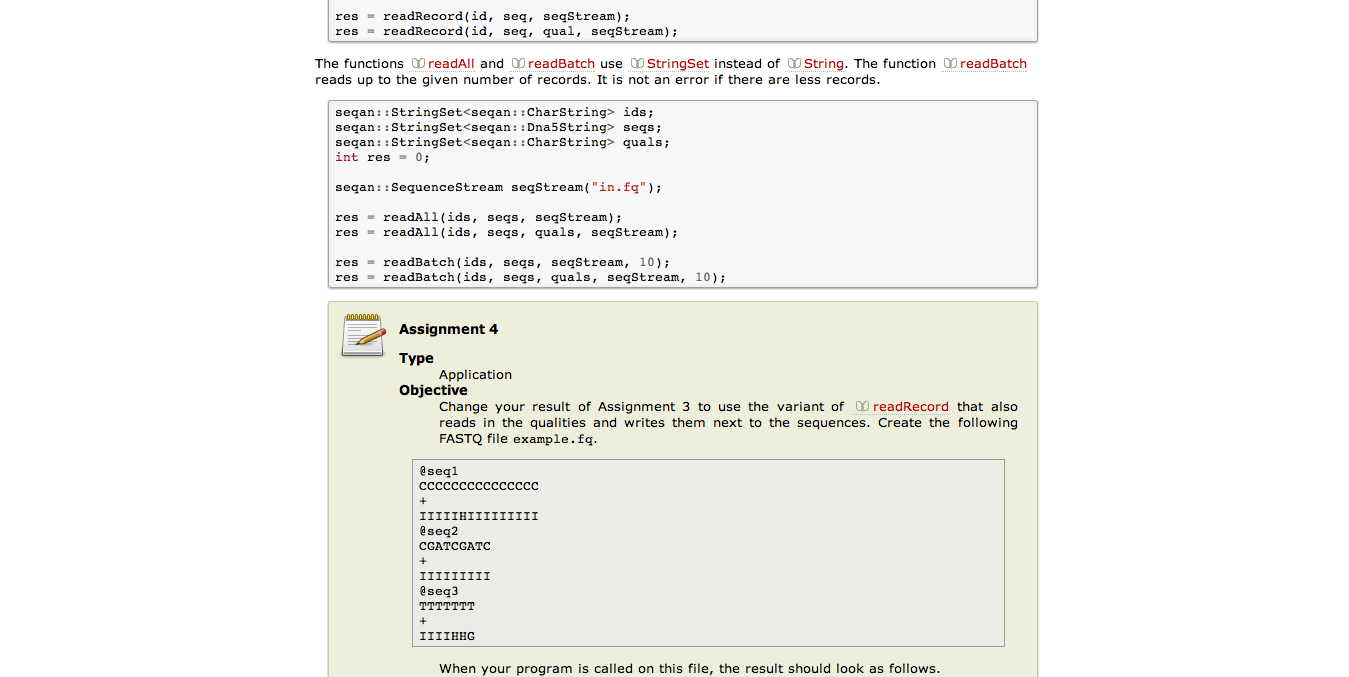 res = readRecord(id, seq, seqStream);
res = readRecord(id, seq, qual, seqStream);
The functions readAll and readBatch use StringSet instead of String. The function readBatch
reads up to the given number of records. It is not an error if there are less records.
seqan::StringSet<seqan::CharString> ids;
seqan::StringSet<seqan::Dna5String> seqs;
seqan::StringSet<seqan::CharString> quals;
int res = 0;
seqan::SequenceStream seqStream("in.fq");
res = readAll(ids, seqs, seqStream);
res = readAll(ids, seqs, quals, seqStream);
res = readBatch(ids, seqs, seqStream, 10);
res = readBatch(ids, seqs, quals, seqStream, 10);
Assignment 4
Type
Application
Objective
Change your result of Assignment 3 to use the variant of readRecord that also
reads in the qualities and writes them next to the sequences. Create the following
FASTQ file example.fq.
@seq1
CCCCCCCCCCCCCCC
+
IIIIIHIIIIIIIII
@seq2
CGATCGATC
+
IIIIIIIII
@seq3
TTTTTTT
+
IIIIHHG
When your program is called on this file, the result should look as follows.